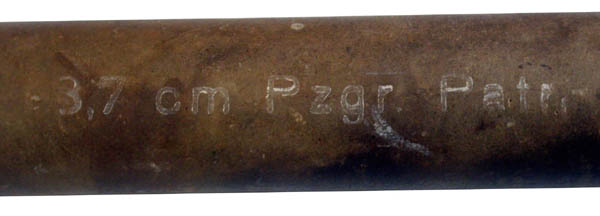 3,7 cm Pzgr. Patr.